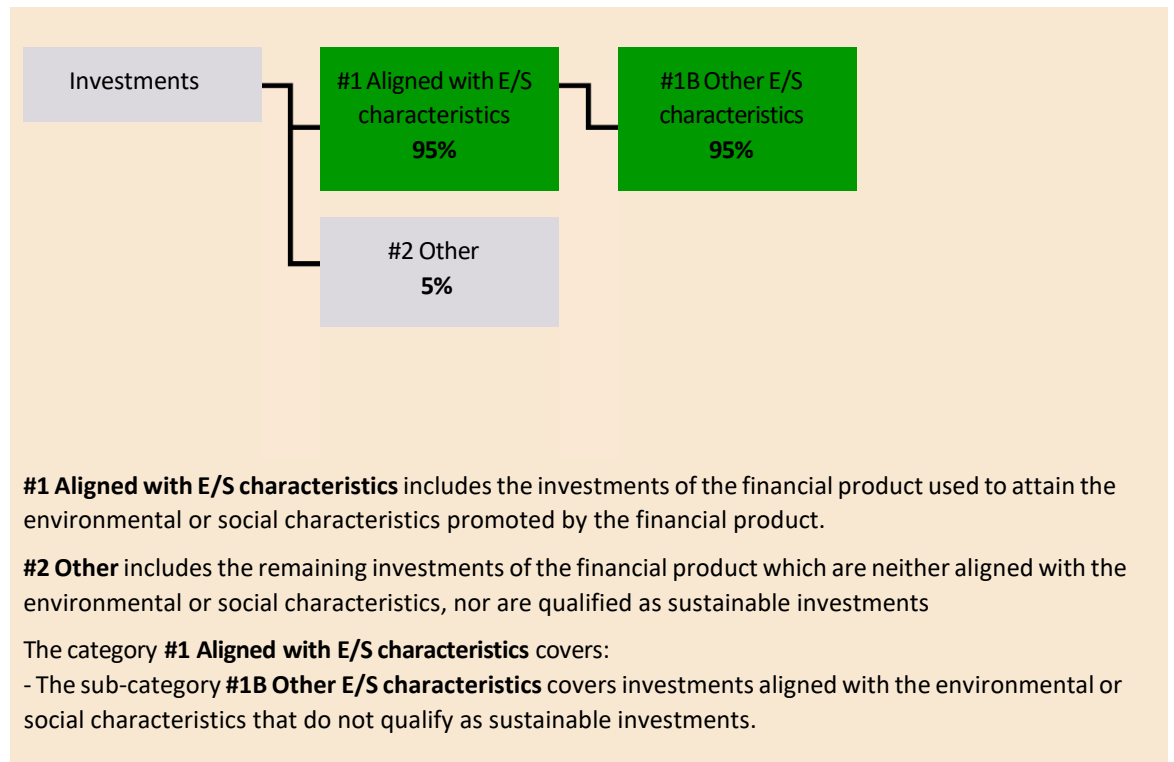 Investments
#1 Aligned with E/S
characteristics
95%
#1B Other E/S
characteristics
95%
#2 Other
5%
#1 Aligned with E/S characteristics includes the investments of the financial product used to attain the
environmental or social characteristics promoted by the financial product.
#2 Other includes the remaining investments of the financial product which are neither aligned with the
environmental or social characteristics, nor are qualified as sustainable investments
The category #1 Aligned with E/S characteristics covers:
- The sub-category #1B Other E/S characteristics covers investments aligned with the environmental or
social characteristics that do not qualify as sustainable investments.